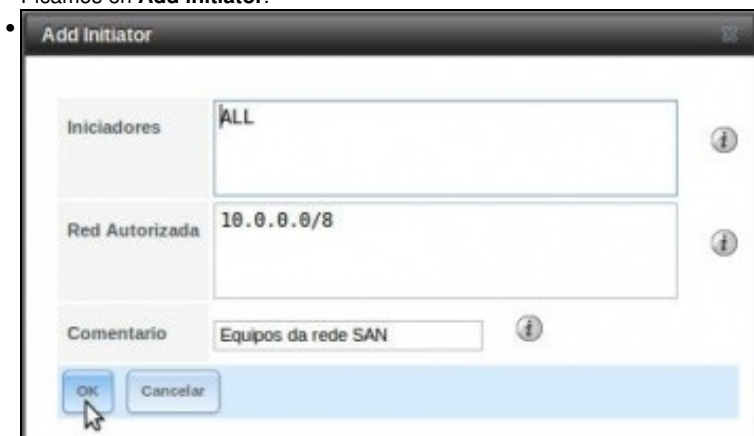 Picamos en Add Initiator.
Add Initiator
Iniciadores
ALL
Red Autorizada
10.0.0.0/8
Comentario
Equipos da rede SAN
OK
Cancelar